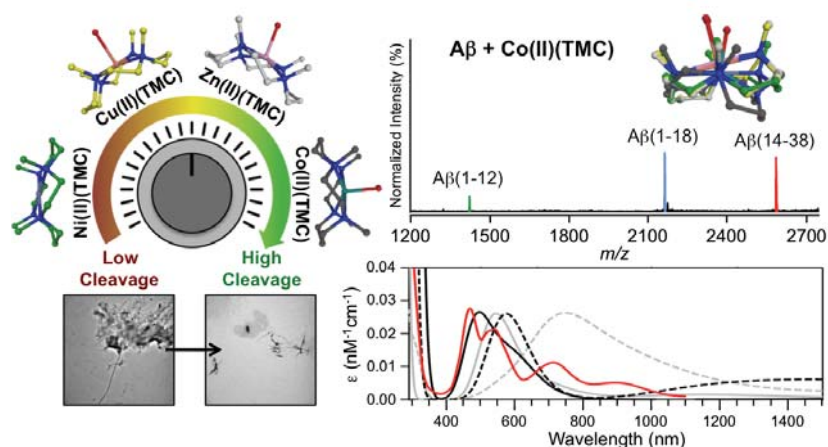 Cu(II)(TMC)
Zn(II)(TMC)
Ni(II)(TMC)
Co(II)(TMC)
Low
Cleavage
High
Cleavage
Aβ + Co(II)(TMC)
Normalized Intensity (%)
Aβ(1-12)
Aβ(1-18)
Aβ(14-38)
1200 1500 1800 2100 2400 2700
m/z
ε (nM⁻¹cm⁻¹)
0.04
0.03
0.02
0.01
0.00
400 600 800 1000 1200 1400
Wavelength (nm)